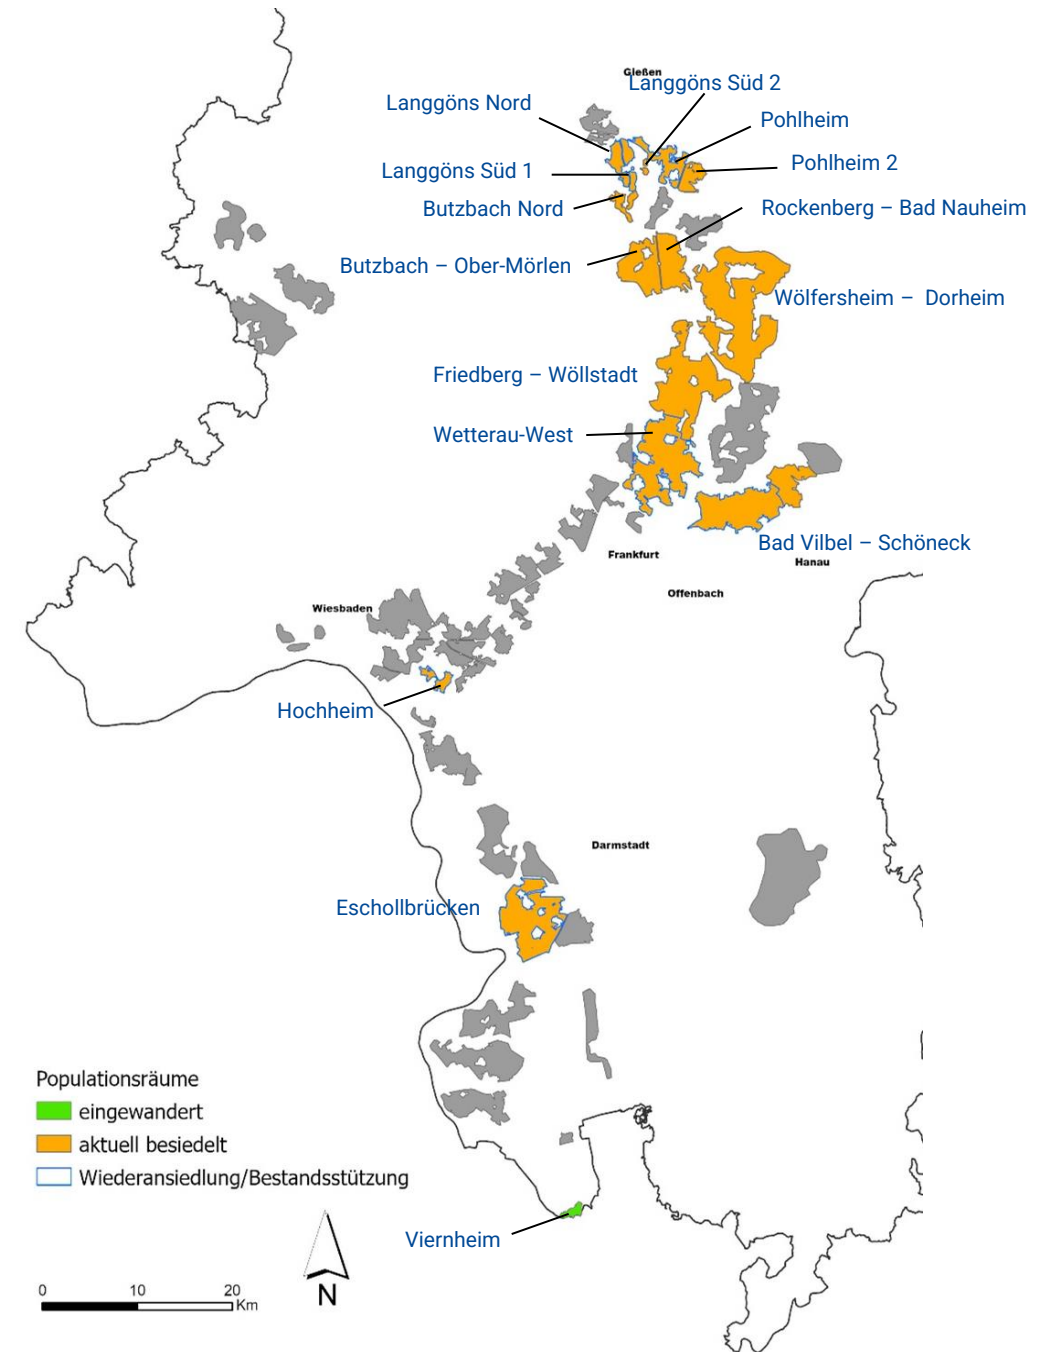 Gießen
Langgöns Süd 2
Langgöns Nord
Pohlheim
Pohlheim 2
Langgöns Süd 1
Butzbach Nord
Rockenberg – Bad Nauheim
Butzbach – Ober-Mörlen
Wölfersheim – Dorheim
Friedberg – Wöllstadt
Wetterau-West
Bad Vilbel – Schöneck
Frankfurt
Hanau
Offenbach
Wiesbaden
Hochheim
Darmstadt
Eschollbrücken
Populationsräume
eingewandert
aktuell besiedelt
Wiederansiedlung/Bestandsstützung
Viernheim
N
0 10 20
Km